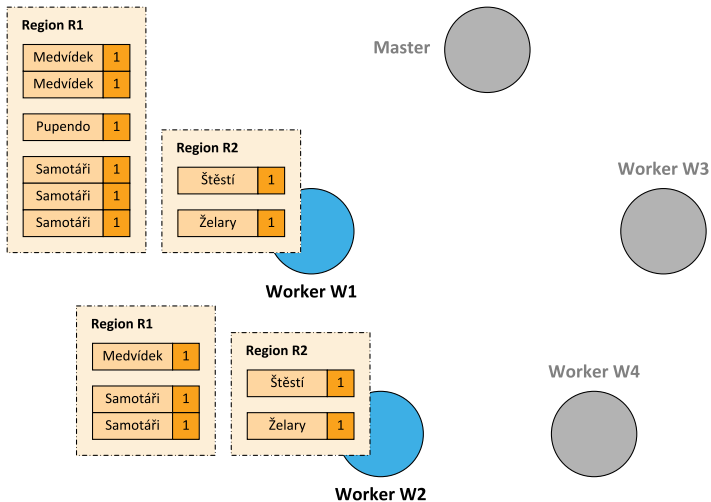 Region R1
Medvídek 1
Medvídek 1
Pupendo 1
Samotáři 1
Samotáři 1
Samotáři 1
Region R2
Štěstí 1
Želary 1
Worker W1
Master
Worker W3
Region R1
Medvídek 1
Samotáři 1
Samotáři 1
Region R2
Štěstí 1
Želary 1
Worker W2
Worker W4